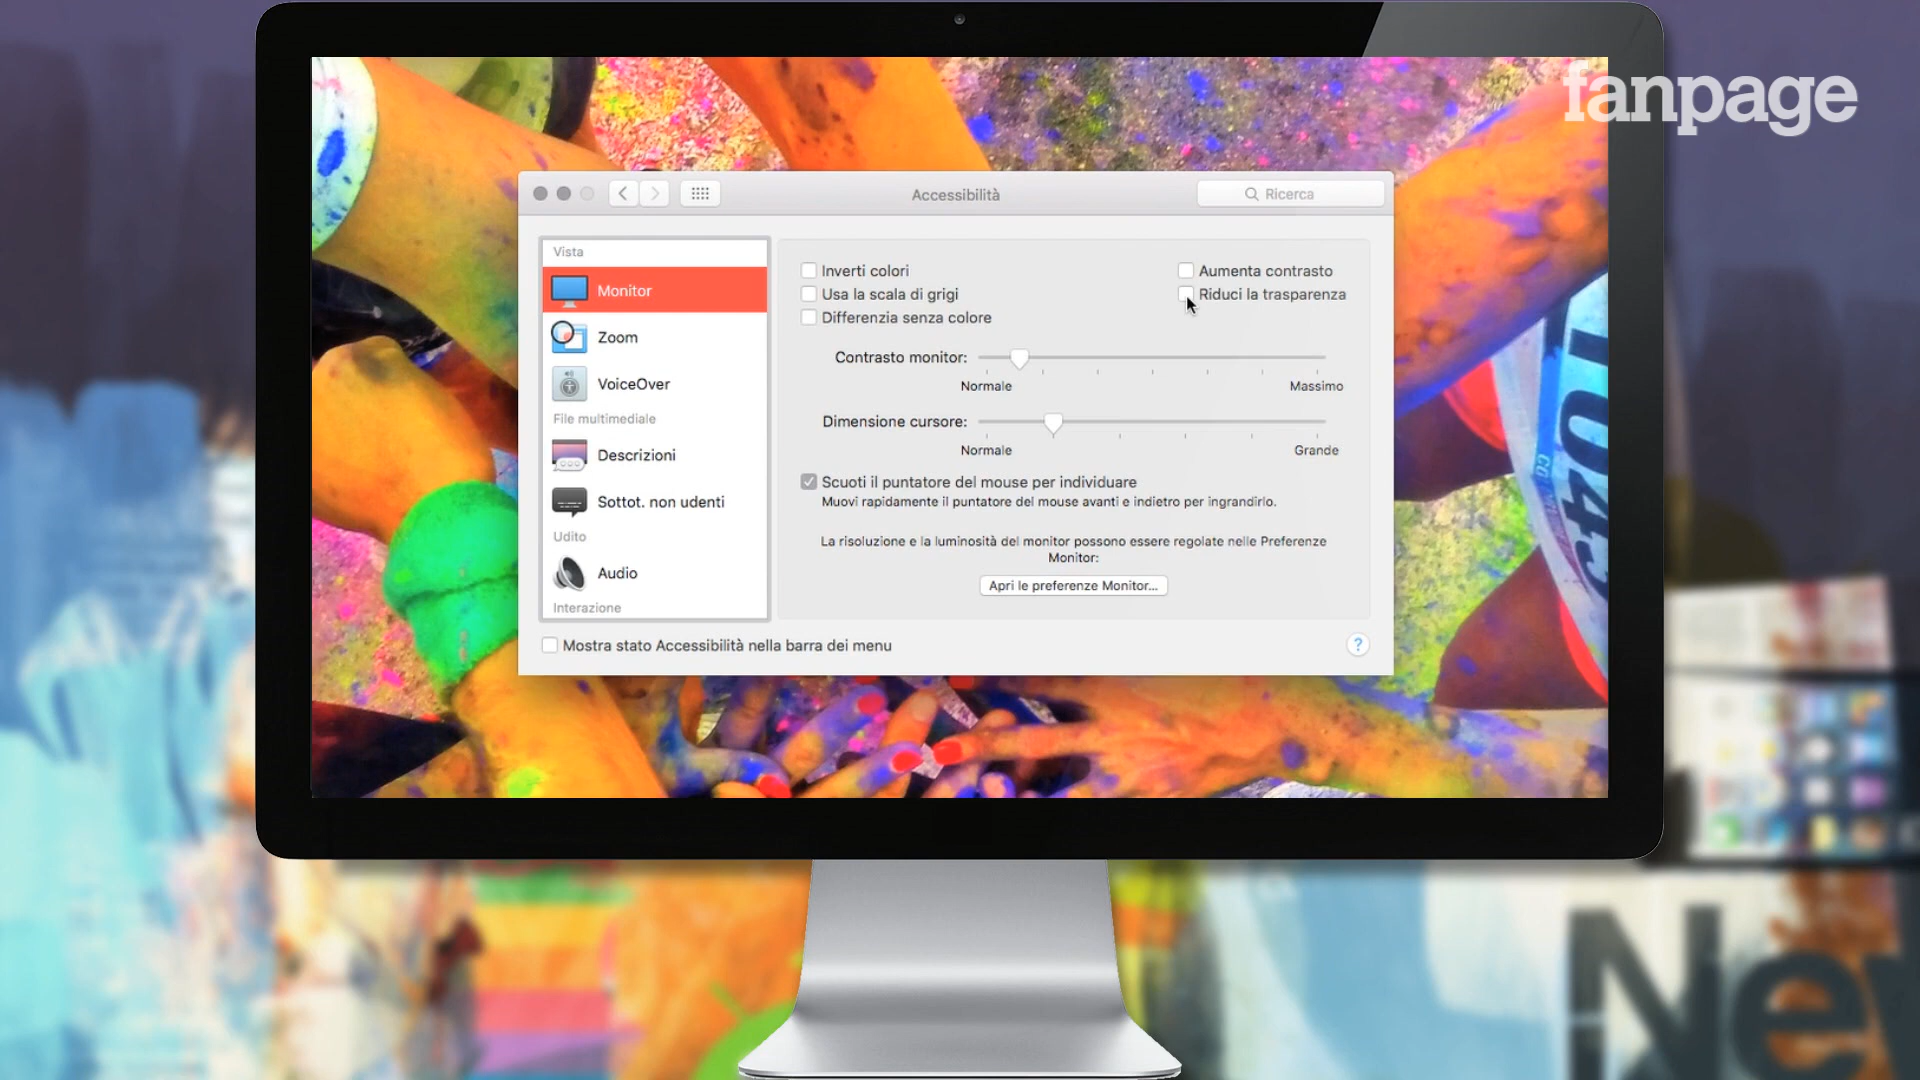 fanpage
Accessibilità
Ricerca
Vista
Monitor
Zoom
VoiceOver
File multimediale
Descrizioni
Sottot. non udenti
Udito
Audio
Interazione
Inverti colori
Usa la scala di grigi
Differenzia senza colore
Aumenta contrasto
Riduci la trasparenza
Contrasto monitor:
Normale
Massimo
Dimensione cursore:
Normale
Grande
Scuoti il puntatore del mouse per individuare
Muovi rapidamente il puntatore del mouse avanti e indietro per ingrandirlo.
La risoluzione e la luminosità del monitor possono essere regolate nelle Preferenze
Monitor:
Apri le preferenze Monitor...
Mostra stato Accessibilità nella barra dei menu
?